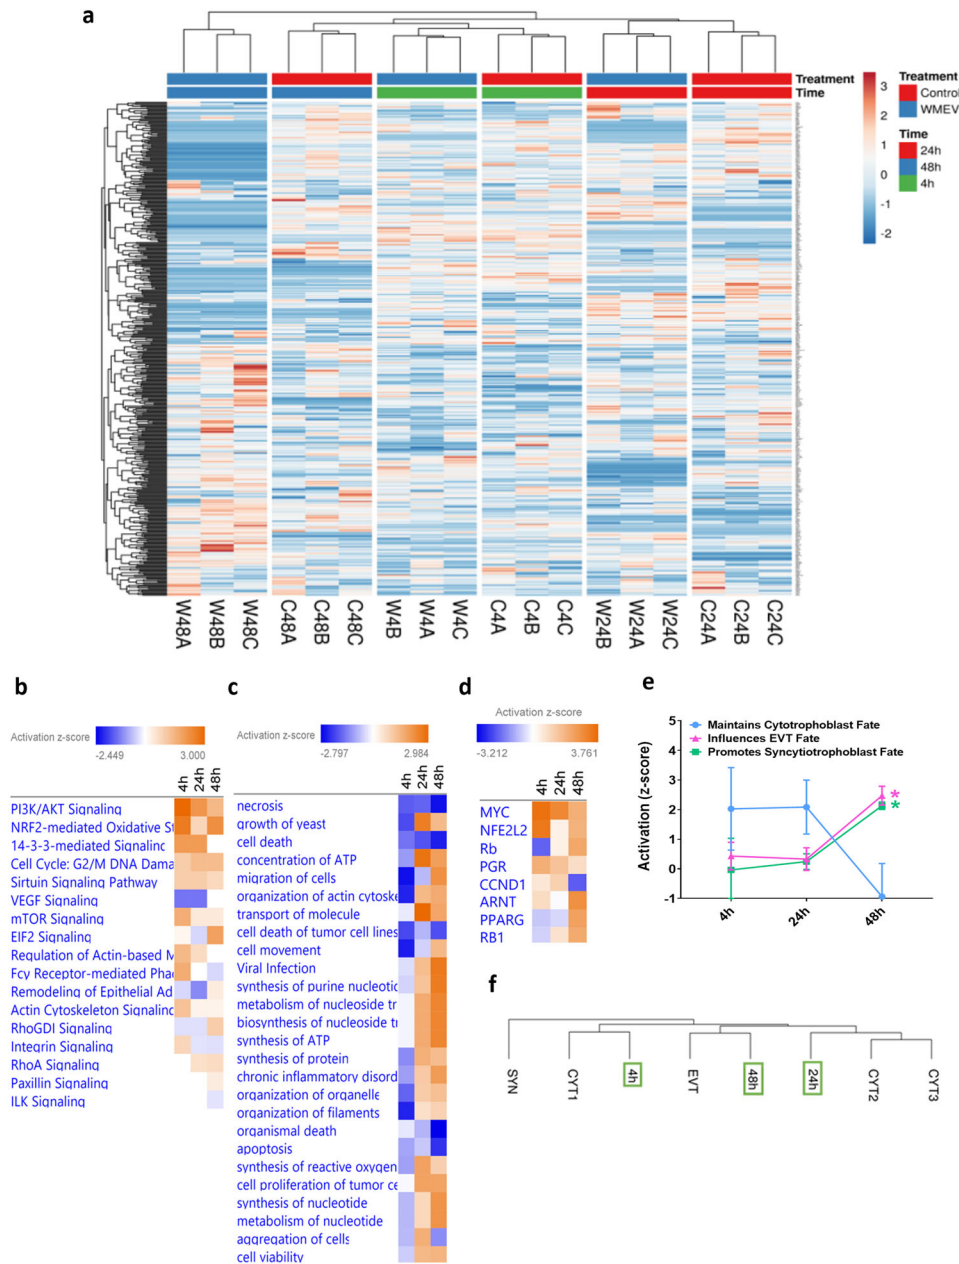 a
Treatment
Time
3
2
1
0
-1
-2
Treatment
Control
WMEV
Time
24h
48h
4h
W48A W48B W48C C48A C48B C48C W4B W4A W4C C4A C4B C4C W24B W24A W24C C24A C24B C24C
b
Activation z-score
-2.449 3.000
4h 24h 48h
PI3K/AKT Signaling
NRF2-mediated Oxidative St
14-3-3-mediated Signaling
Cell Cycle: G2/M DNA Dama
Sirtuin Signaling Pathway
VEGF Signaling
mTOR Signaling
EIF2 Signaling
Regulation of Actin-based M
Fcγ Receptor-mediated Phag
Remodeling of Epithelial Ad
Actin Cytoskeleton Signaling
RhoGDI Signaling
Integrin Signaling
RhoA Signaling
Paxillin Signaling
ILK Signaling
c
Activation z-score
-2.797 2.984
4h 24h 48h
necrosis
growth of yeast
cell death
concentration of ATP
migration of cells
organization of actin cytoske
transport of molecule
cell death of tumor cell lines
cell movement
Viral Infection
synthesis of purine nucleotic
metabolism of nucleoside tr
biosynthesis of nucleoside tr
synthesis of ATP
synthesis of protein
chronic inflammatory disord
organization of organelle
organization of filaments
organismal death
apoptosis
synthesis of reactive oxygen
cell proliferation of tumor ce
synthesis of nucleotide
metabolism of nucleotide
aggregation of cells
cell viability
d
Activation z-score
-3.212 3.761
4h 24h 48h
MYC
NFE2L2
Rb
PGR
CCND1
ARNT
PPARG
RB1
e
Activation (z-score)
5
4
3
2
1
0
-1
Maintains Cytotrophoblast Fate
Influences EVT Fate
Promotes Syncytiotrophoblast Fate
*
*
4h 24h 48h
f
SYN CYT1 4h EVT 48h 24h CYT2 CYT3